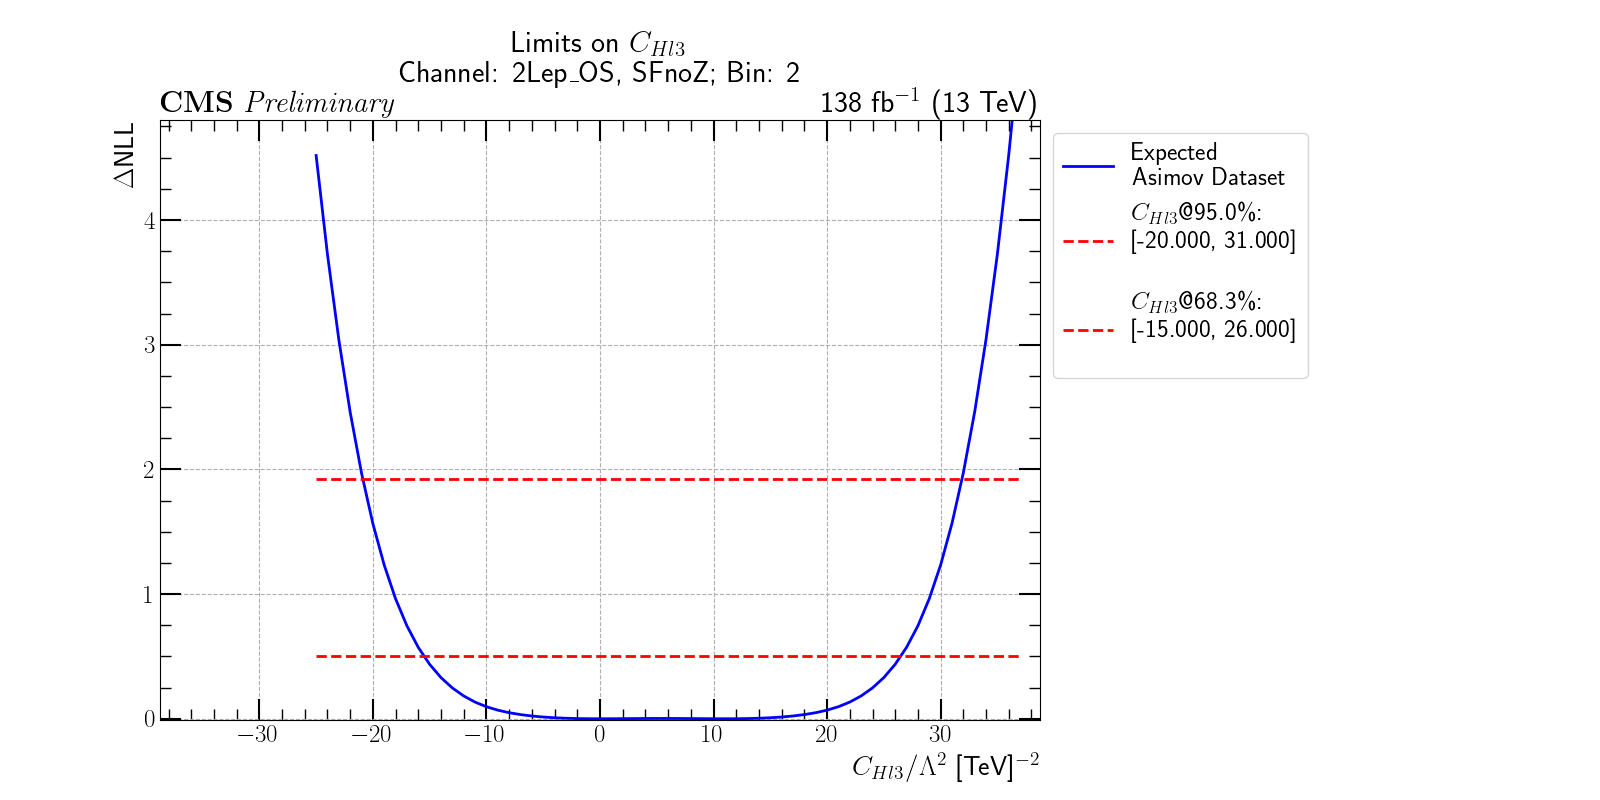 Limits on C_{Hl3}
Channel: 2Lep_OS, SFnoZ; Bin: 2
CMS Preliminary 138 fb^{-1} (13 TeV)
ΔNLL
4
3
2
1
0
−30 −20 −10 0 10 20 30
C_{Hl3}/Λ^2 [TeV]^{-2}
Expected
Asimov Dataset
C_{Hl3}@95.0%:
[-20.000, 31.000]
C_{Hl3}@68.3%:
[-15.000, 26.000]